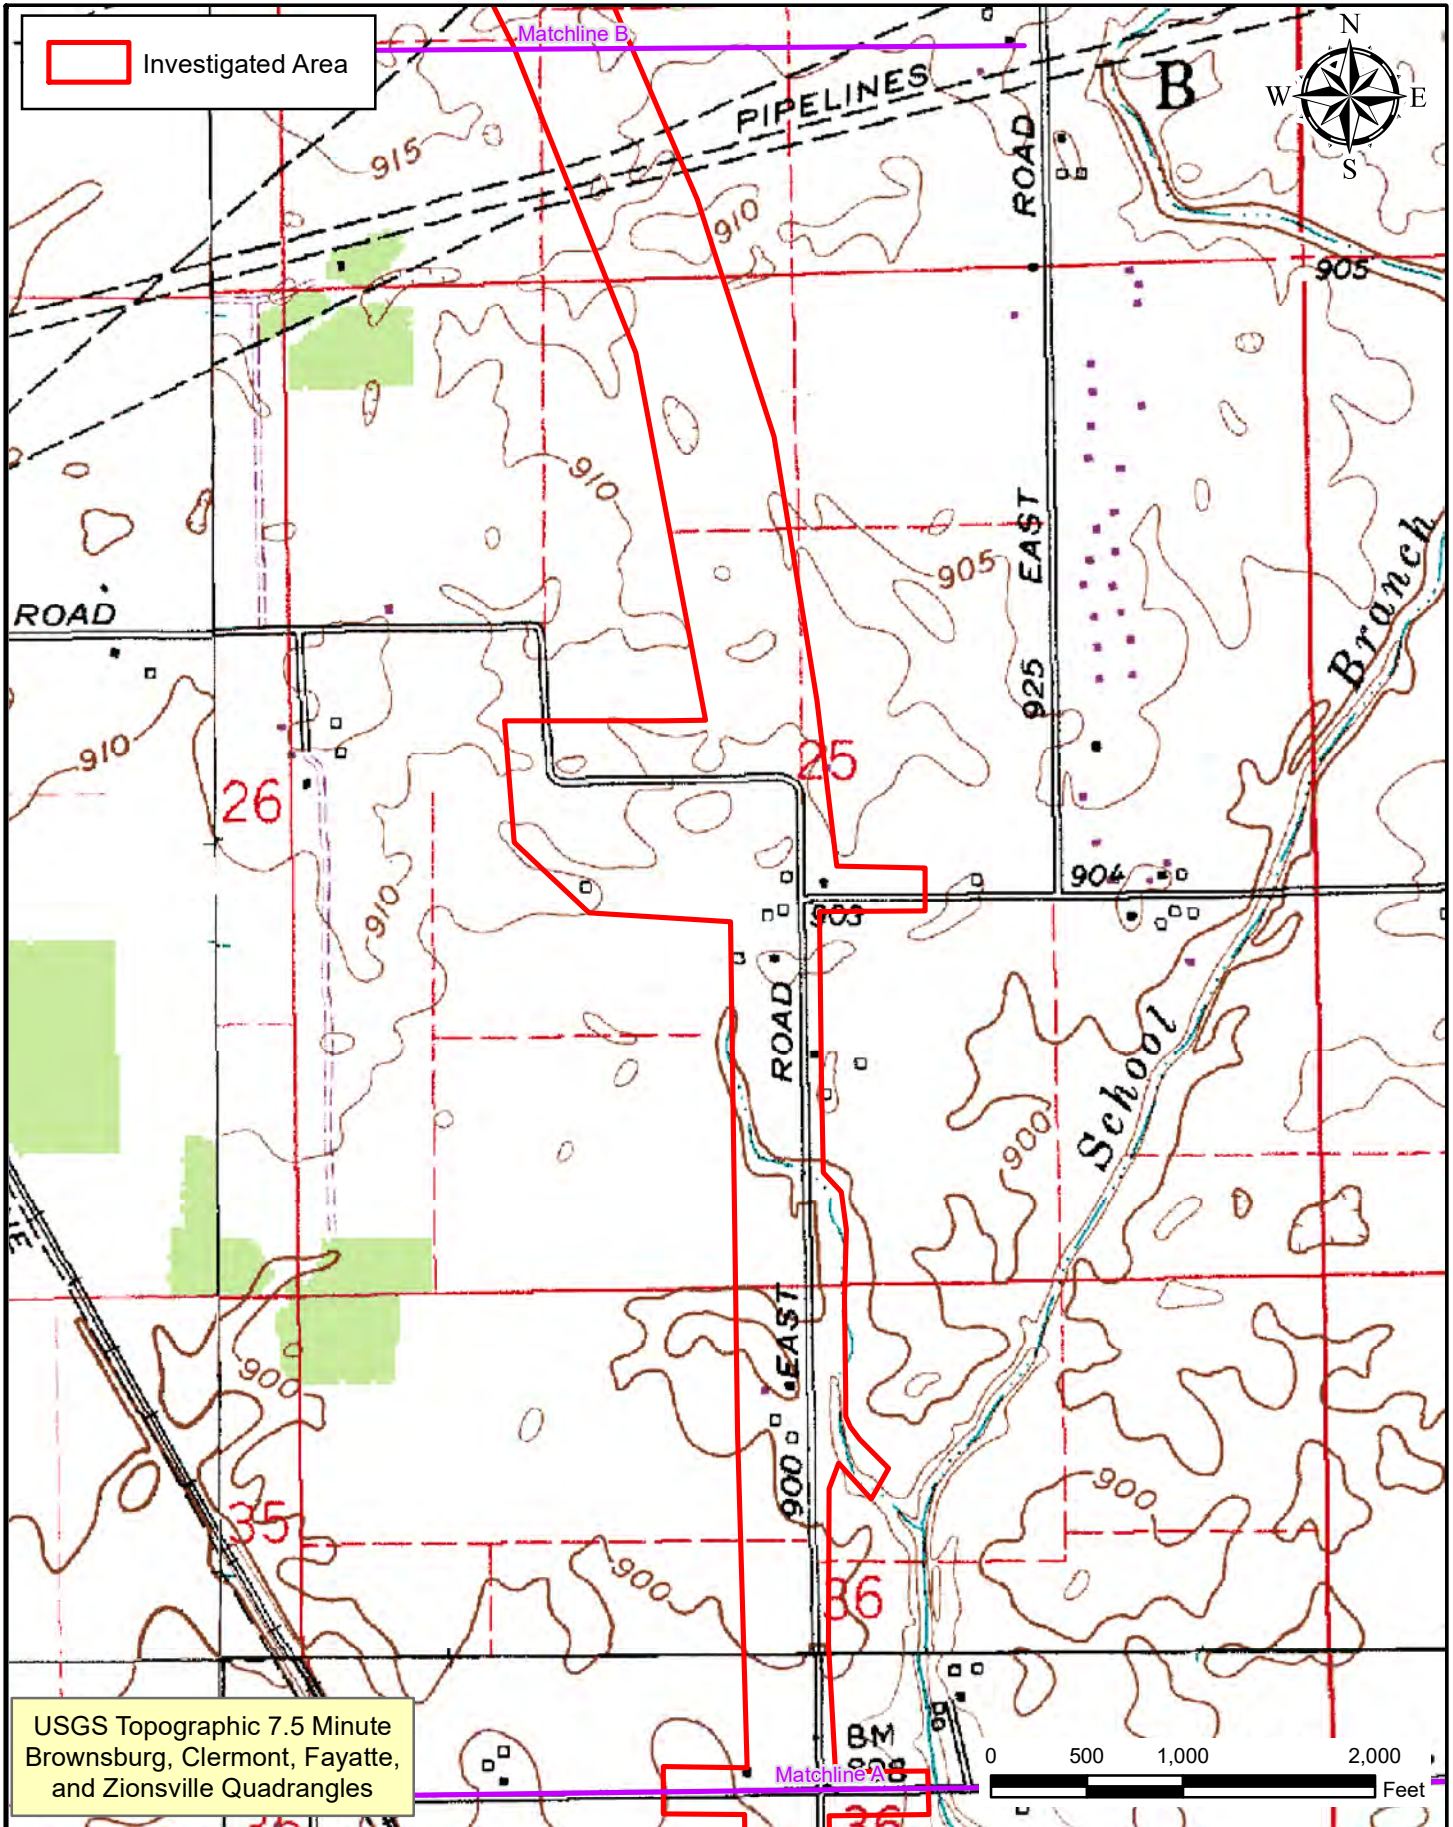 Matchline B
Investigated Area
N
W E
S
B
PIPELINES
915
ROAD
910
905
910
905
EAST
ROAD
Branch
925
910
25
26
904
910
903
ROAD
School
900
EAST
900
900
900
35
900
36
BM
USGS Topographic 7.5 Minute
Brownsburg, Clermont, Fayatte,
and Zionsville Quadrangles
Matchline A
0 500 1,000 2,000
Feet
36